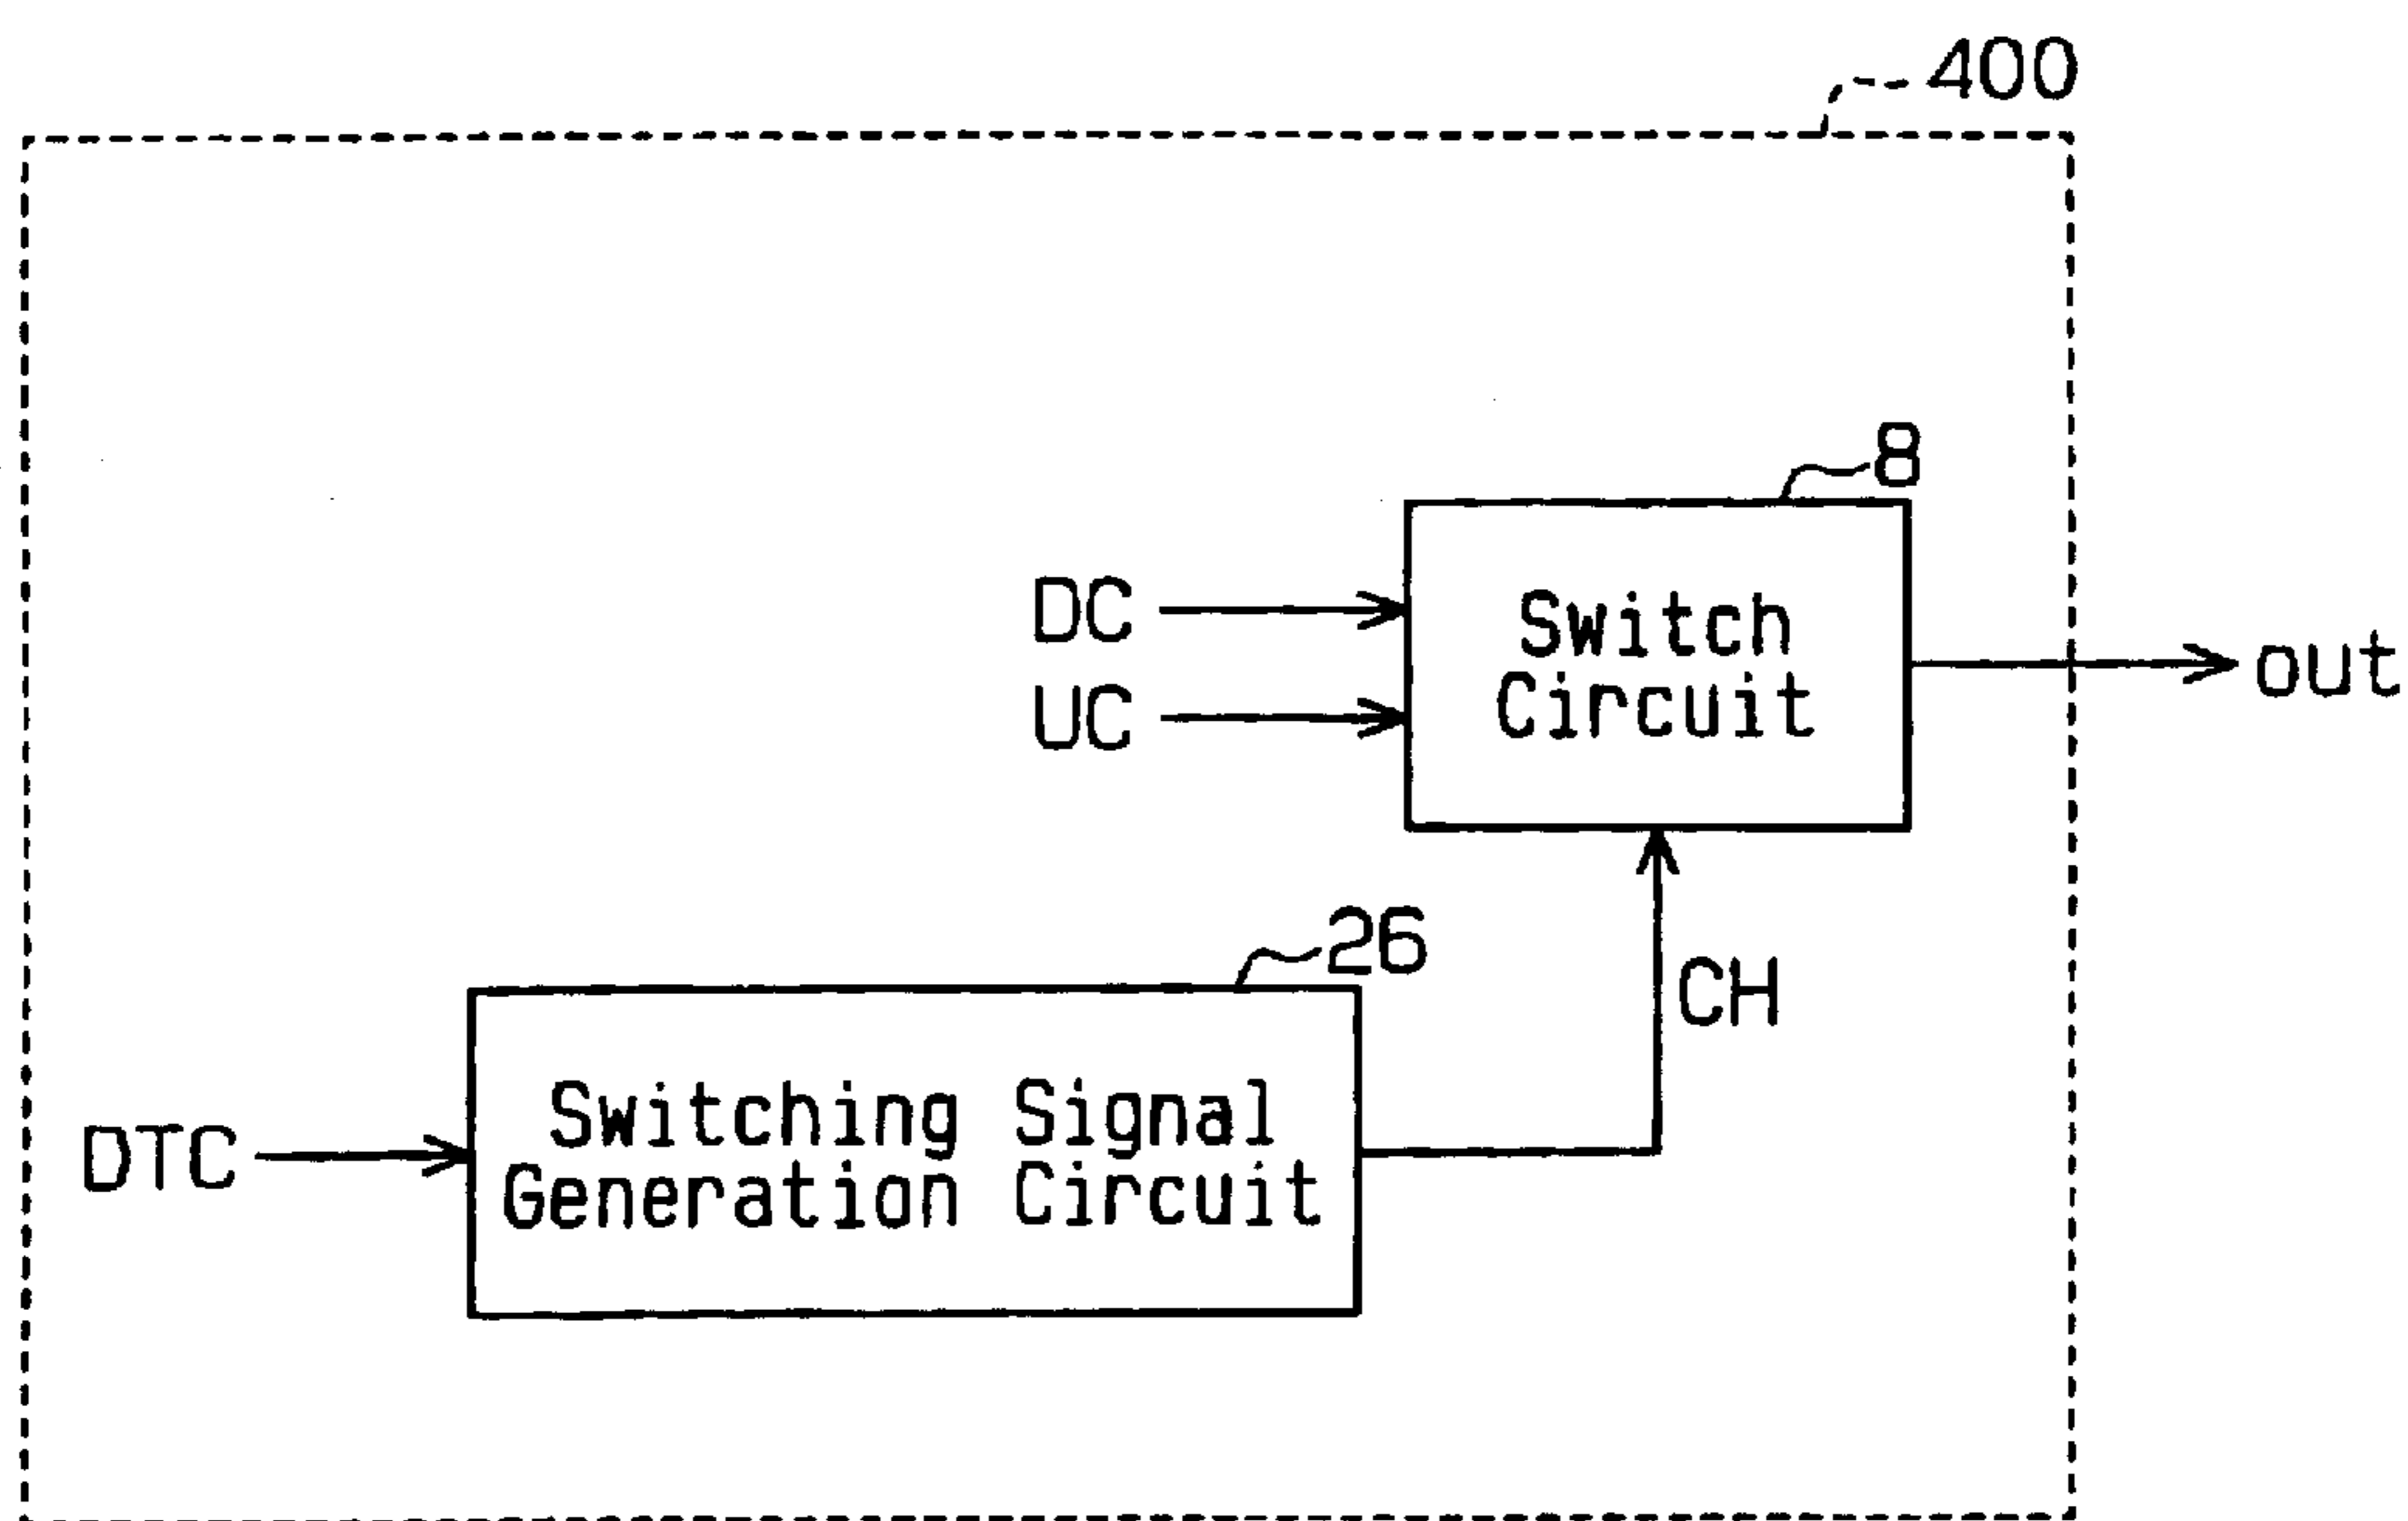 400
8
DC
Switch
Circuit
UC
out
26
CH
Switching Signal
Generation Circuit
DTC